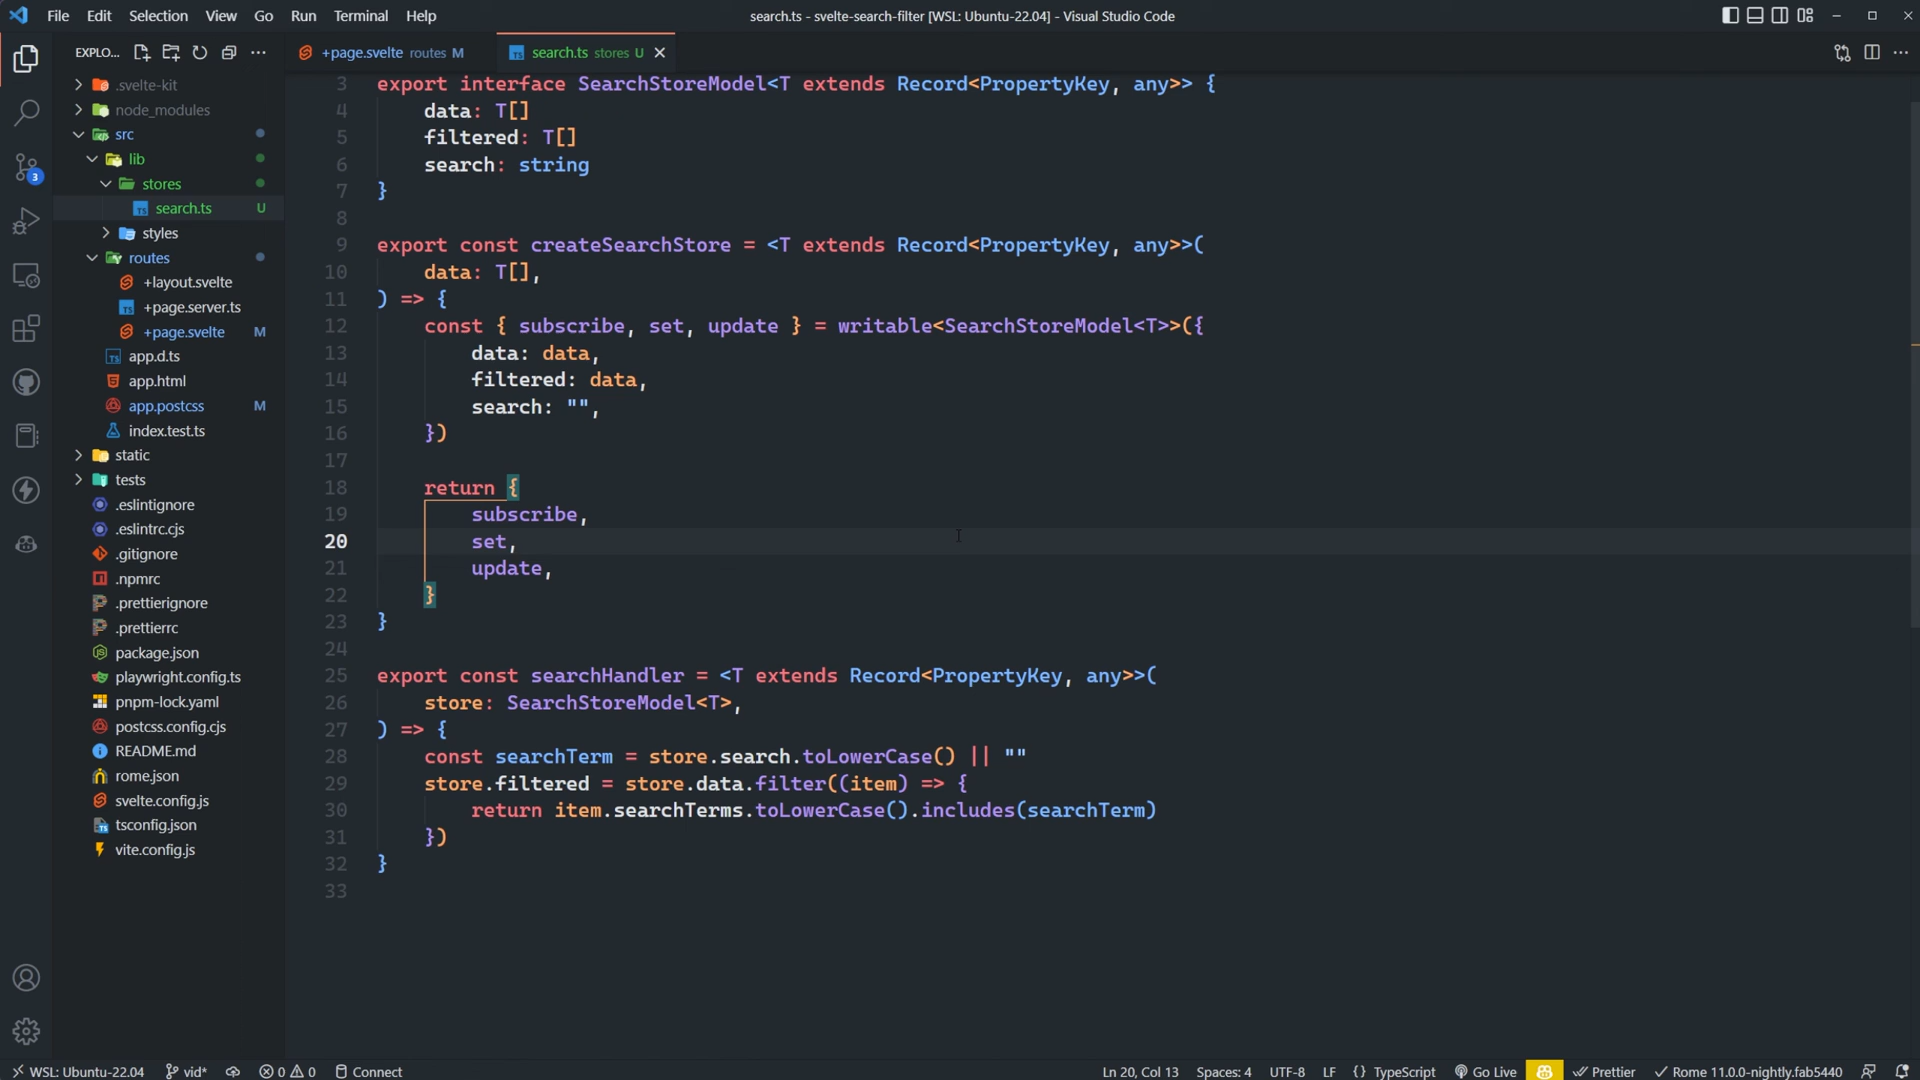 File Edit Selection View Go Run Terminal Help
search.ts - svelte-search-filter [WSL: Ubuntu-22.04] - Visual Studio Code
EXPLO...
+page.svelte routes M
search.ts stores U
.svelte-kit
node_modules
src
lib
stores
search.ts U
styles
routes
+layout.svelte
+page.server.ts
+page.svelte M
app.d.ts
app.html
app.postcss M
index.test.ts
static
tests
.eslintignore
.eslintrc.cjs
.gitignore
.npmrc
.prettierignore
.prettierrc
package.json
playwright.config.ts
pnpm-lock.yaml
postcss.config.cjs
README.md
rome.json
svelte.config.js
tsconfig.json
vite.config.js
3
3 export interface SearchStoreModel<T extends Record<PropertyKey, any>> {
4 data: T[]
5 filtered: T[]
6 search: string
7 }
8
9 export const createSearchStore = <T extends Record<PropertyKey, any>>(
10 data: T[],
11 ) => {
12 const { subscribe, set, update } = writable<SearchStoreModel<T>>({
13 data: data,
14 filtered: data,
15 search: "",
16 })
17
18 return {
19 subscribe,
20 set,
21 update,
22 }
23 }
24
25 export const searchHandler = <T extends Record<PropertyKey, any>>(
26 store: SearchStoreModel<T>,
27 ) => {
28 const searchTerm = store.search.toLowerCase() || ""
29 store.filtered = store.data.filter((item) => {
30 return item.searchTerms.toLowerCase().includes(searchTerm)
31 })
32 }
33
WSL: Ubuntu-22.04 vid* 0 0 Connect
Ln 20, Col 13 Spaces: 4 UTF-8 LF {} TypeScript Go Live Prettier Rome 11.0.0-nightly.fab5440